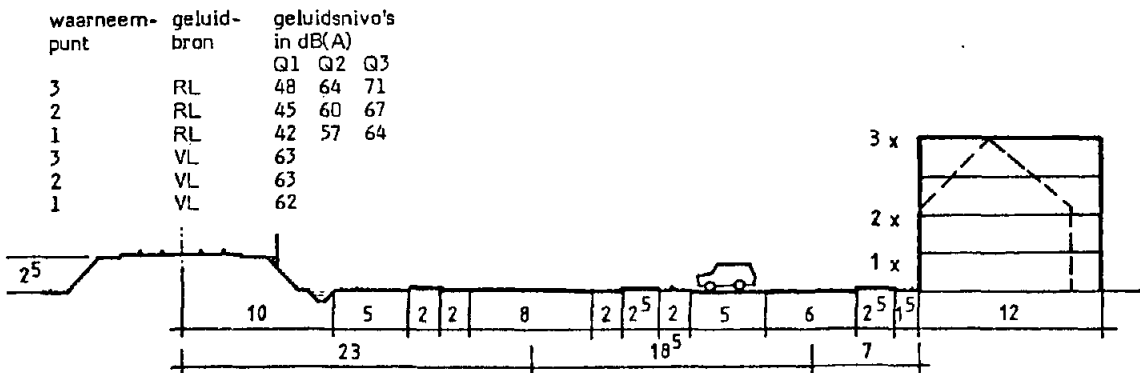 waarneem- geluid- geluidsnivo's
punt bron in dB(A)
Q1 Q2 Q3
3 RL 48 64 71
2 RL 45 60 67
1 RL 42 57 64
3 VL 63
2 VL 63
1 VL 62
3 x
2 x
1 x
2⁵
10 5 2 2 8 2 2⁵ 2 5 6 2⁵ 1⁵ 12
23 18⁵ 7